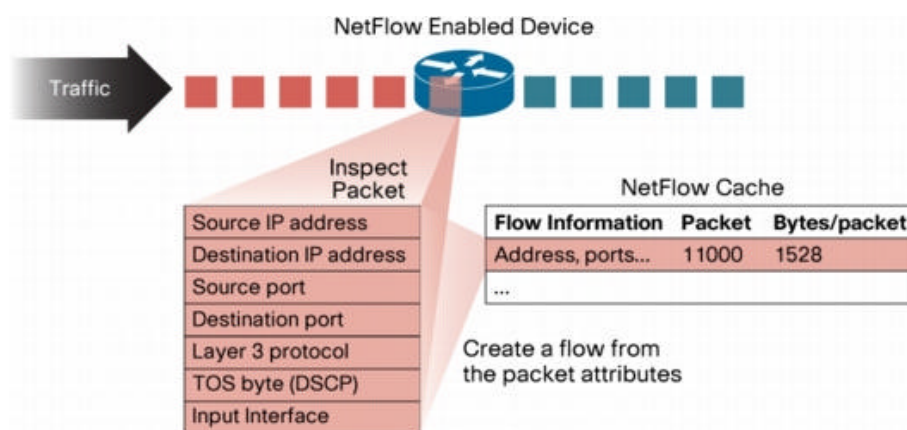 NetFlow Enabled Device
Traffic
Inspect
Packet
Source IP address
Destination IP address
Source port
Destination port
Layer 3 protocol
TOS byte (DSCP)
Input Interface
NetFlow Cache
Flow Information Packet Bytes/packet
Address, ports... 11000 1528
...
Create a flow from
the packet attributes